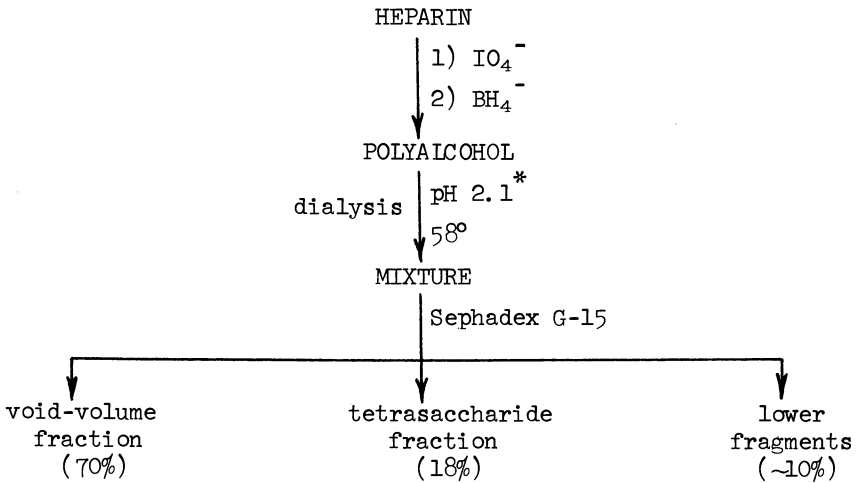 HEPARIN
1) IO₄⁻
2) BH₄⁻
POLYALCOHOL
dialysis
pH 2.1*
58°
MIXTURE
Sephadex G-15
void-volume
fraction
(70%)
tetrasaccharide
fraction
(18%)
lower
fragments
(~10%)